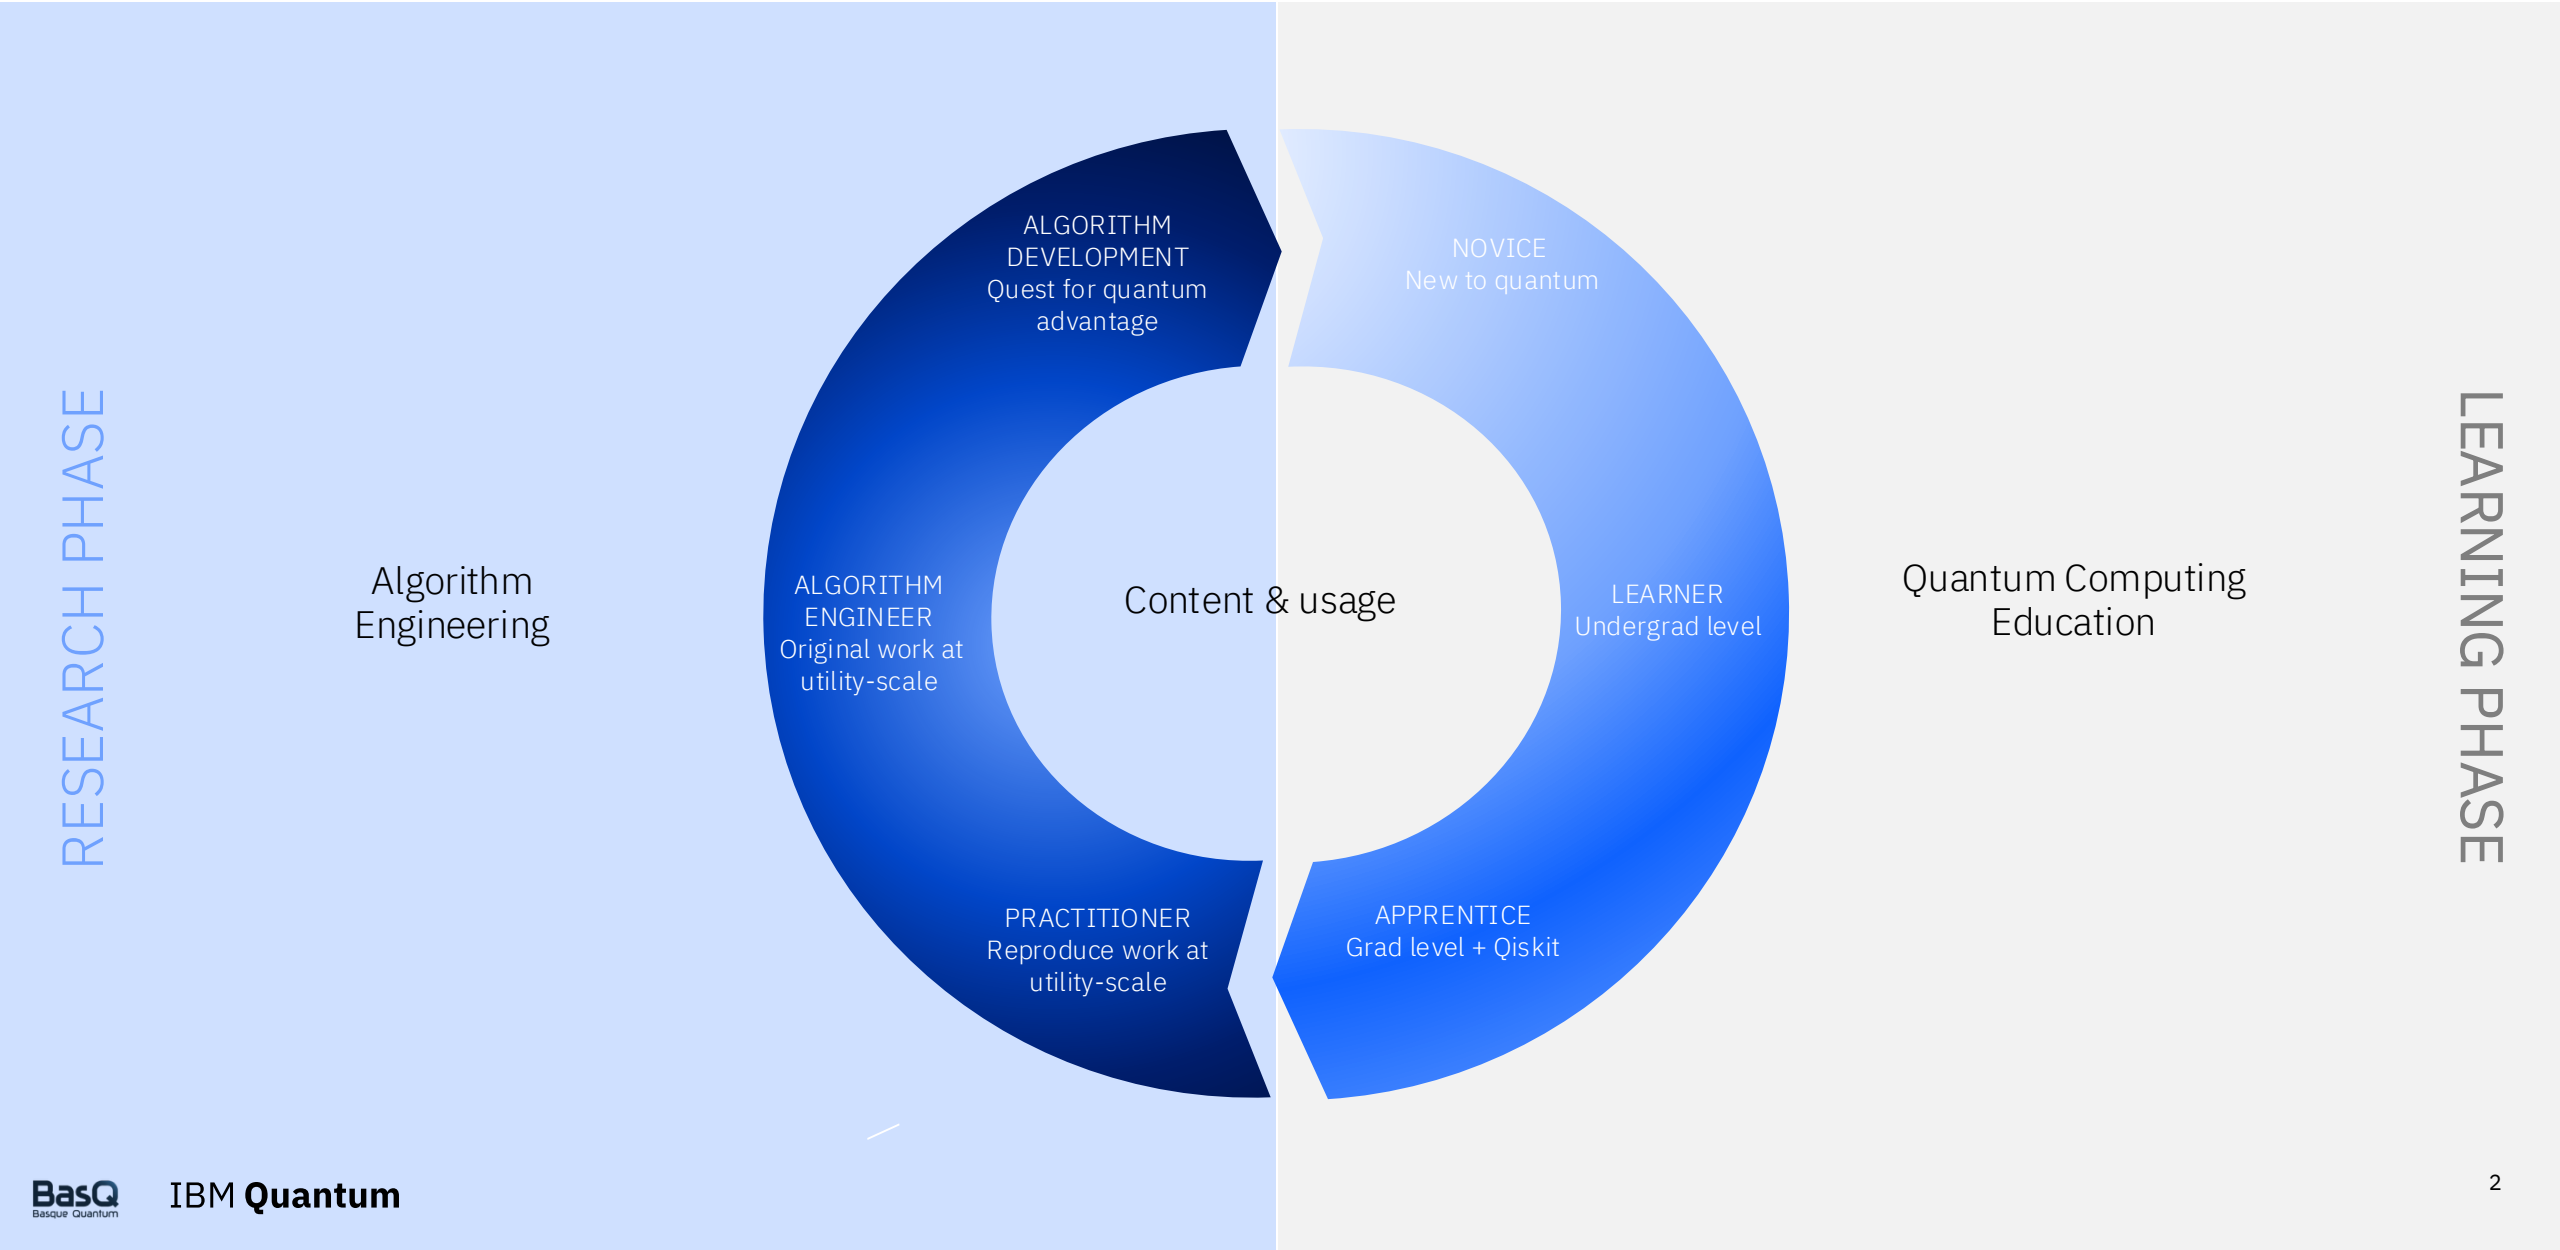 RESEARCH PHASE
Algorithm
Engineering
ALGORITHM
DEVELOPMENT
Quest for quantum
advantage
ALGORITHM
ENGINEER
Original work at
utility-scale
PRACTITIONER
Reproduce work at
utility-scale
Content & usage
NOVICE
New to quantum
LEARNER
Undergrad level
APPRENTICE
Grad level + Qiskit
Quantum Computing
Education
LEARNING PHASE
BasQ
Basque Quantum
IBM Quantum
2